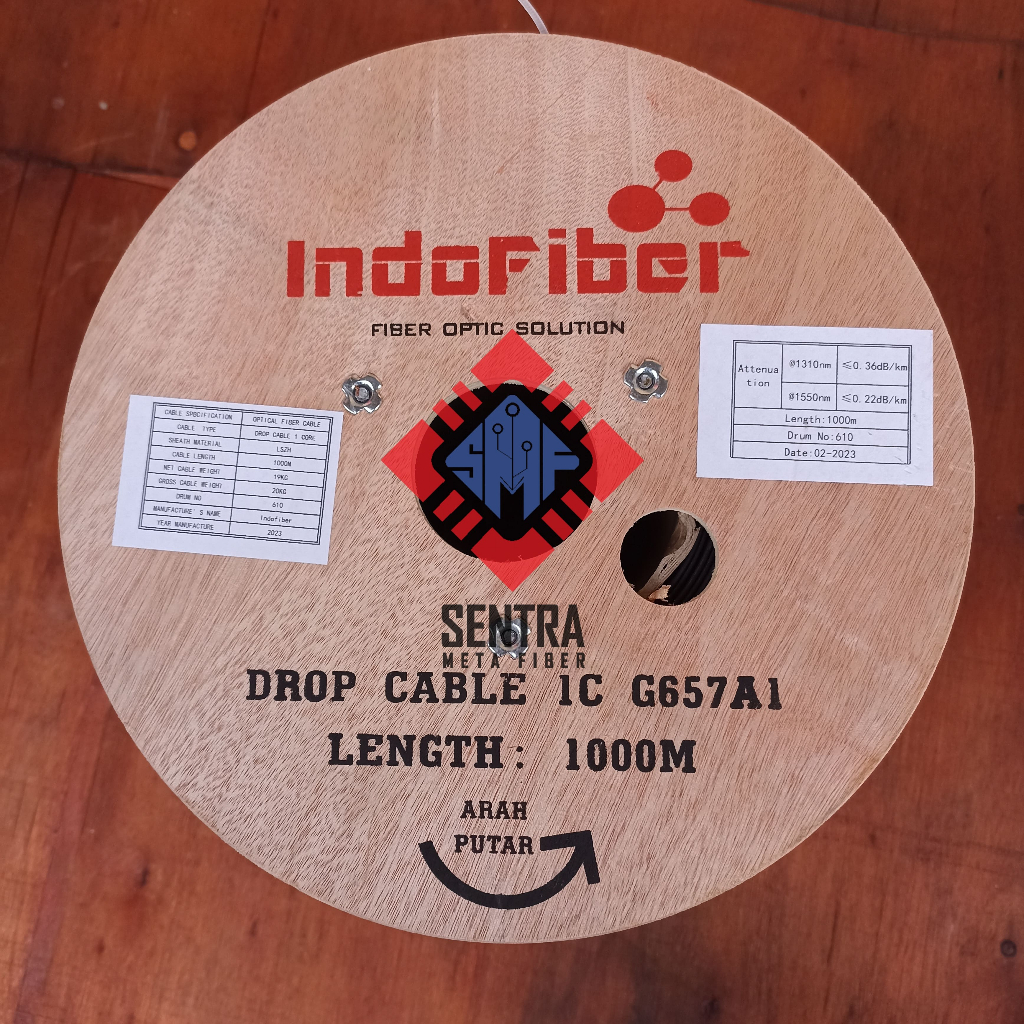 IndoFiber
FIBER OPTIC SOLUTION
Attenua
tion
@1310nm ≤0.36dB/km
@1550nm ≤0.22dB/km
Length:1000m
Drum No:610
Date:02-2023
CABLE SPBCIFICATION OPTICAL FIBER CABLE
CABLE TYPE DROP CABLE 1 CORE
SHEATH MATERIAL LSZH
CABLE LENGTH 1000M
NET CABLE WEIGHT 19KG
GROSS CABLE WEIGHT 20KG
DRUM NO 610
MANUFACTURE S NAME Indofiber
YEAR MANUFACTURE 2023
SMF
SENTRA
META FIBER
DROP CABLE 1C G657A1
LENGTH: 1000M
ARAH
PUTAR